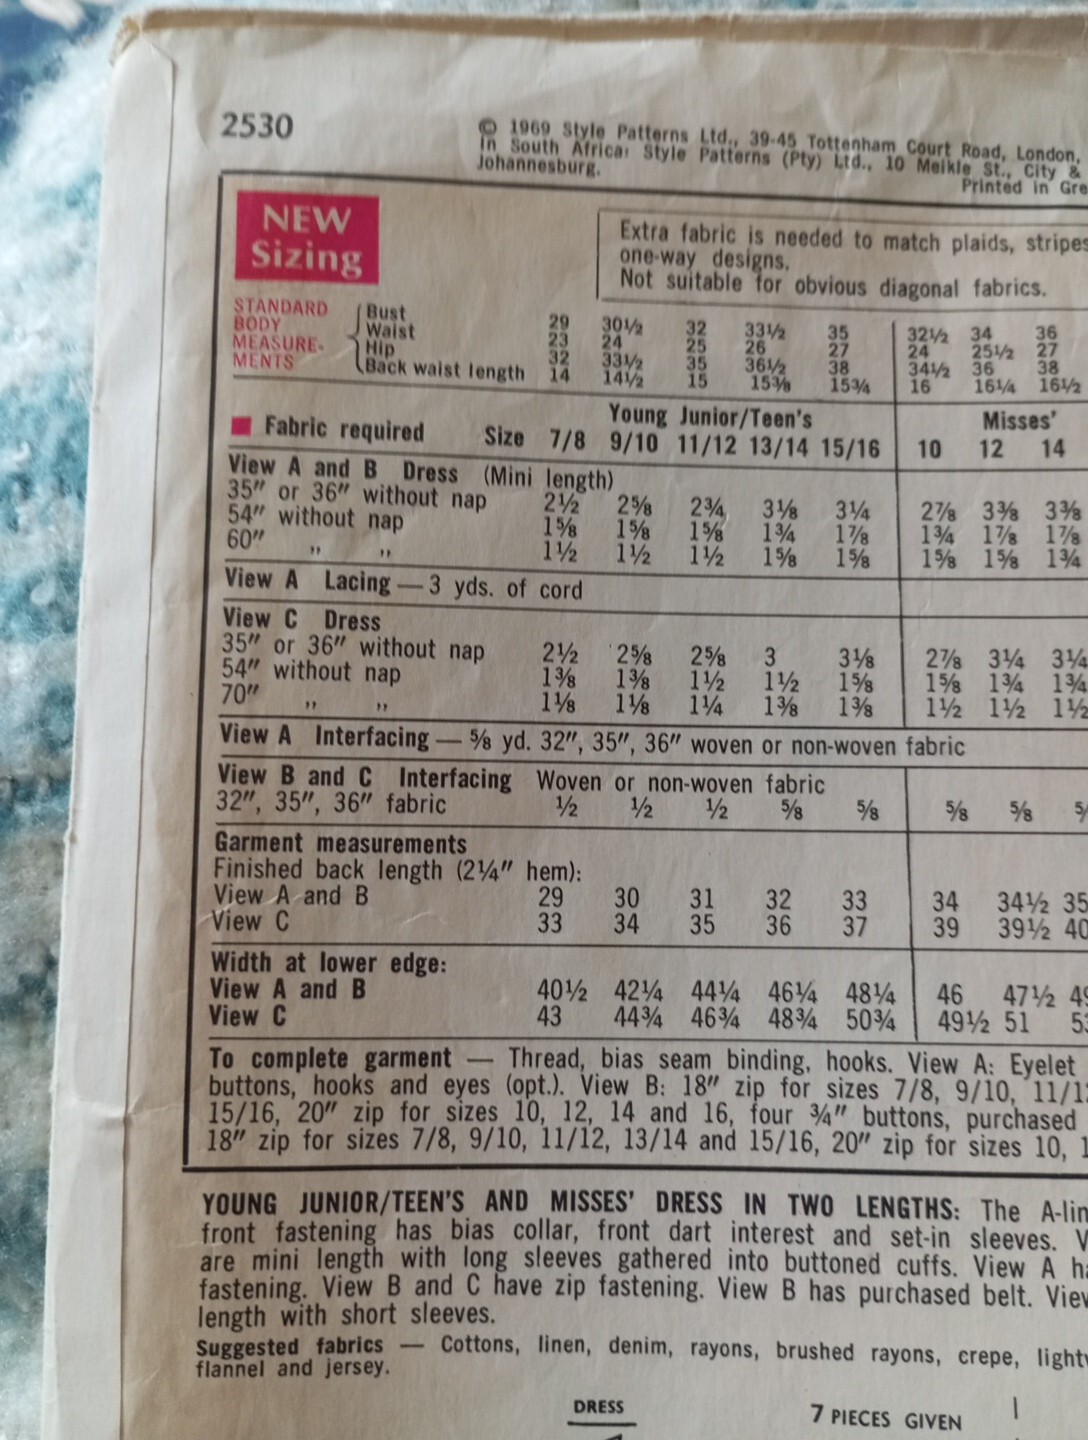 2530
© 1969 Style Patterns Ltd., 39-45 Tottenham Court Road, London,
In South Africa: Style Patterns (Pty) Ltd., 10 Melkle St., City &
Johannesburg.
Printed in Gre
NEW
Sizing
Extra fabric is needed to match plaids, stripes
one-way designs.
Not suitable for obvious diagonal fabrics.
STANDARD BODY MEASURE-MENTS
Bust 29 30½ 32 33½ 35 32½ 34 36
Waist 23 24 25 26 27 24 25½ 27
Hip 32 33½ 35 36½ 38 34½ 36 38
Back waist length 14 14½ 15 15⅜ 15¾ 16 16¼ 16½
Young Junior/Teen's Misses'
Fabric required Size 7/8 9/10 11/12 13/14 15/16 10 12 14
View A and B Dress (Mini length)
35" or 36" without nap 2½ 2⅝ 2¾ 3⅛ 3¼ 2⅞ 3⅜ 3⅜
54" without nap 1⅝ 1⅝ 1⅝ 1¾ 1⅞ 1¾ 1⅞ 1⅞
60" ,, ,, 1½ 1½ 1½ 1⅝ 1⅝ 1⅝ 1⅝ 1¾
View A Lacing — 3 yds. of cord
View C Dress
35" or 36" without nap 2½ 2⅝ 2⅝ 3 3⅛ 2⅞ 3¼ 3¼
54" without nap 1⅜ 1⅜ 1½ 1½ 1⅝ 1⅝ 1¾ 1¾
70" ,, ,, 1⅛ 1⅛ 1¼ 1⅜ 1⅜ 1½ 1½ 1½
View A Interfacing — ⅝ yd. 32", 35", 36" woven or non-woven fabric
View B and C Interfacing Woven or non-woven fabric
32", 35", 36" fabric ½ ½ ½ ⅝ ⅝ ⅝ ⅝
Garment measurements
Finished back length (2¼" hem):
View A and B 29 30 31 32 33 34 34½ 35
View C 33 34 35 36 37 39 39½ 40
Width at lower edge:
View A and B 40½ 42¼ 44¼ 46¼ 48¼ 46 47½ 49
View C 43 44¾ 46¾ 48¾ 50¾ 49½ 51
To complete garment — Thread, bias seam binding, hooks. View A: Eyelet
buttons, hooks and eyes (opt.). View B: 18" zip for sizes 7/8, 9/10, 11/12
15/16, 20" zip for sizes 10, 12, 14 and 16, four ¾" buttons, purchased
18" zip for sizes 7/8, 9/10, 11/12, 13/14 and 15/16, 20" zip for sizes 10, 1
YOUNG JUNIOR/TEEN'S AND MISSES' DRESS IN TWO LENGTHS: The A-lin
front fastening has bias collar, front dart interest and set-in sleeves. V
are mini length with long sleeves gathered into buttoned cuffs. View A ha
fastening. View B and C have zip fastening. View B has purchased belt. View
length with short sleeves.
Suggested fabrics — Cottons, linen, denim, rayons, brushed rayons, crepe, lightw
flannel and jersey.
DRESS
7 PIECES GIVEN